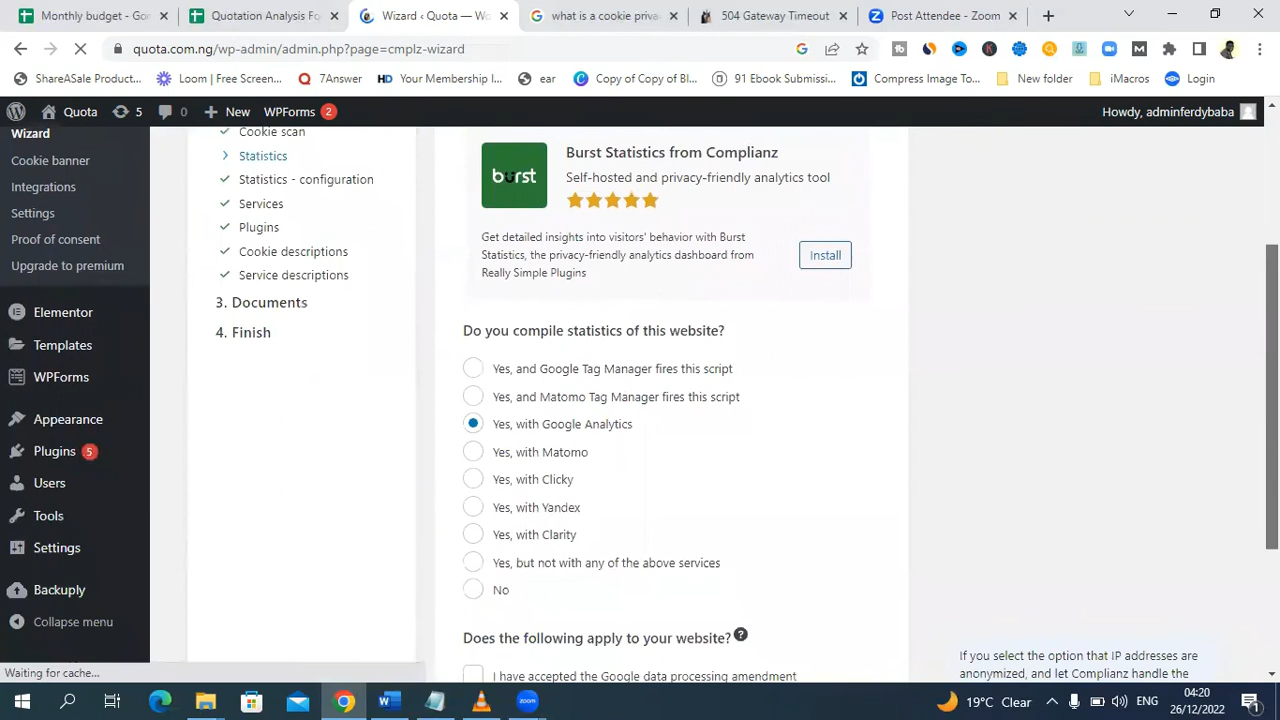 Monthly budget - Go
Quotation Analysis Fo
Wizard ‹ Quota — Wo
what is a cookie priva
504 Gateway Timeout
Post Attendee - Zoom
quota.com.ng/wp-admin/admin.php?page=cmplz-wizard
ShareASale Product...
Loom | Free Screen...
7Answer
Your Membership I...
ear
Copy of Copy of Bl...
91 Ebook Submissi...
Compress Image To...
New folder
iMacros
Login
Quota
5
0
New
WPForms 2
Howdy, adminferdybaba
Wizard
Cookie banner
Integrations
Settings
Proof of consent
Upgrade to premium
Elementor
Templates
WPForms
Appearance
Plugins 5
Users
Tools
Settings
Backuply
Collapse menu
Cookie scan
Statistics
Statistics - configuration
Services
Plugins
Cookie descriptions
Service descriptions
3. Documents
4. Finish
burst
Burst Statistics from Complianz
Self-hosted and privacy-friendly analytics tool
Get detailed insights into visitors' behavior with Burst
Statistics, the privacy-friendly analytics dashboard from
Really Simple Plugins
Install
Do you compile statistics of this website?
Yes, and Google Tag Manager fires this script
Yes, and Matomo Tag Manager fires this script
Yes, with Google Analytics
Yes, with Matomo
Yes, with Clicky
Yes, with Yandex
Yes, with Clarity
Yes, but not with any of the above services
No
Does the following apply to your website?
I have accepted the Google data processing amendment
If you select the option that IP addresses are
anonymized, and let Complianz handle the
Waiting for cache...
19°C Clear
ENG
04:20
26/12/2022
zoom